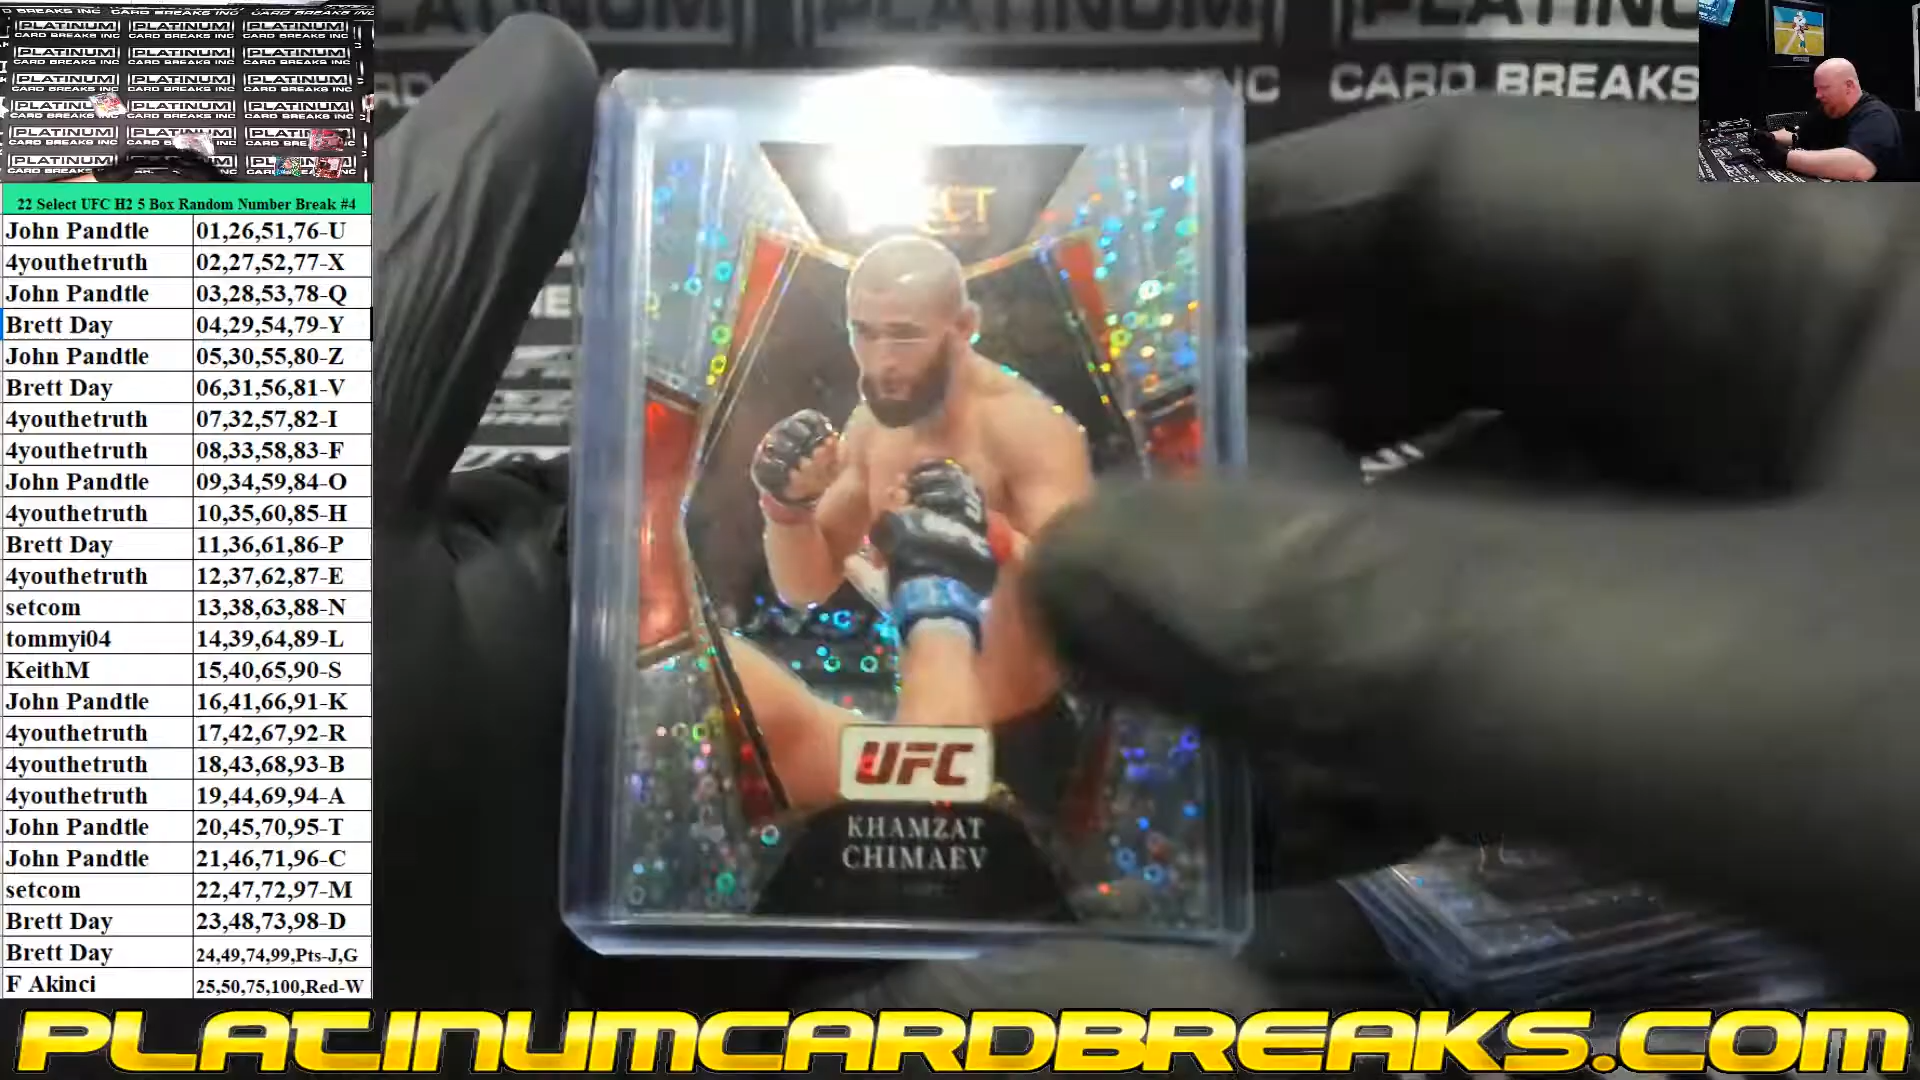 PLATINUM PLATINUM PLATINUM
CARD BREAKS INC CARD BREAKS INC CARD BREAKS INC
22 Select UFC H2 5 Box Random Number Break #4
John Pandtle 01,26,51,76-U
4youthetruth 02,27,52,77-X
John Pandtle 03,28,53,78-Q
Brett Day 04,29,54,79-Y
John Pandtle 05,30,55,80-Z
Brett Day 06,31,56,81-V
4youthetruth 07,32,57,82-I
4youthetruth 08,33,58,83-F
John Pandtle 09,34,59,84-O
4youthetruth 10,35,60,85-H
Brett Day 11,36,61,86-P
4youthetruth 12,37,62,87-E
setcom 13,38,63,88-N
tommyi04 14,39,64,89-L
KeithM 15,40,65,90-S
John Pandtle 16,41,66,91-K
4youthetruth 17,42,67,92-R
4youthetruth 18,43,68,93-B
4youthetruth 19,44,69,94-A
John Pandtle 20,45,70,95-T
John Pandtle 21,46,71,96-C
setcom 22,47,72,97-M
Brett Day 23,48,73,98-D
Brett Day 24,49,74,99,Pts-J,G
F Akinci 25,50,75,100,Red-W
CARD BREAKS
UFC
KHAMZAT
CHIMAEV
PLATINUMCARDBREAKS.COM